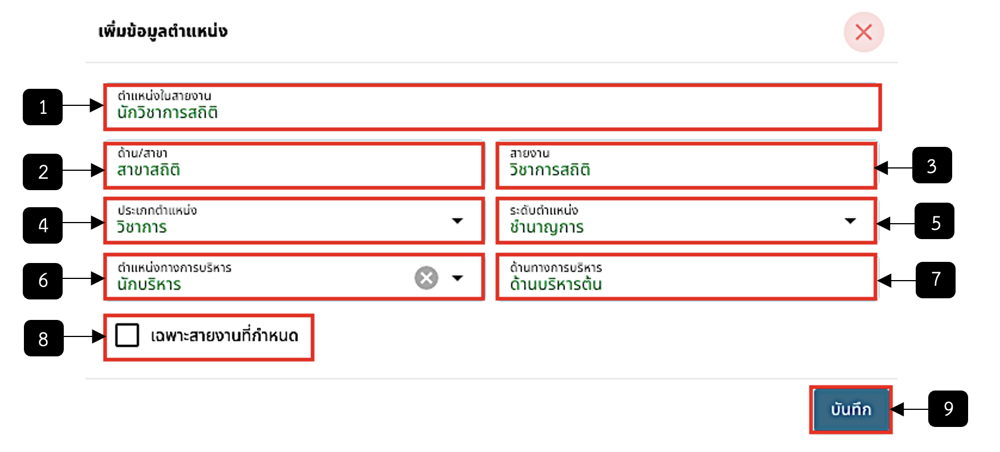 เพิ่มข้อมูลตำแหน่ง
1
ตำแหน่งในสายงาน
นักวิชาการสถิติ
2
ด้าน/สาขา
สาขาสถิติ
สายงาน
วิชาการสถิติ
3
4
ประเภทตำแหน่ง
วิชาการ
ระดับตำแหน่ง
ชำนาญการ
5
6
ตำแหน่งทางการบริหาร
นักบริหาร
ด้านทางการบริหาร
ด้านบริหารต้น
7
8
เฉพาะสายงานที่กำหนด
บันทึก
9